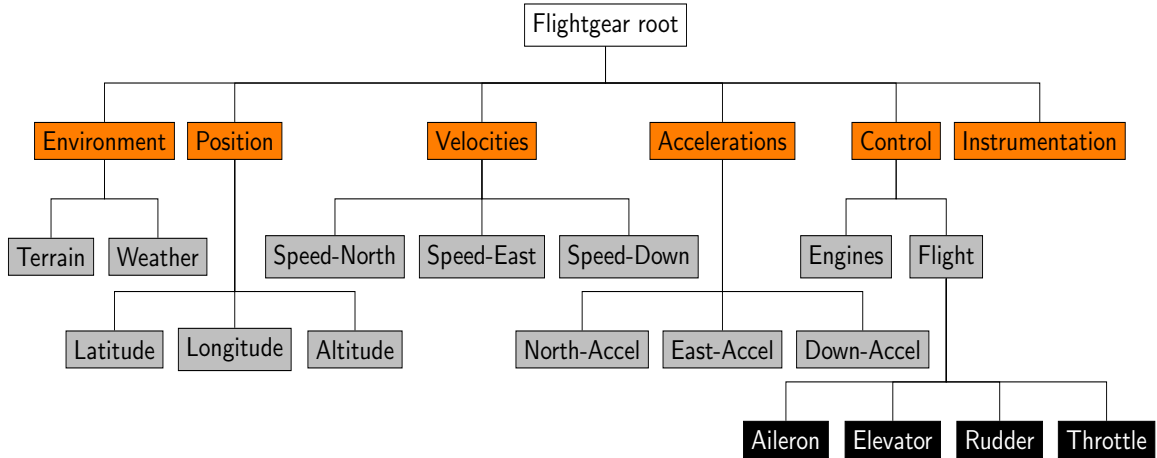 Flightgear root
Environment
Position
Velocities
Accelerations
Control
Instrumentation
Terrain
Weather
Speed-North
Speed-East
Speed-Down
Engines
Flight
Latitude
Longitude
Altitude
North-Accel
East-Accel
Down-Accel
Aileron
Elevator
Rudder
Throttle